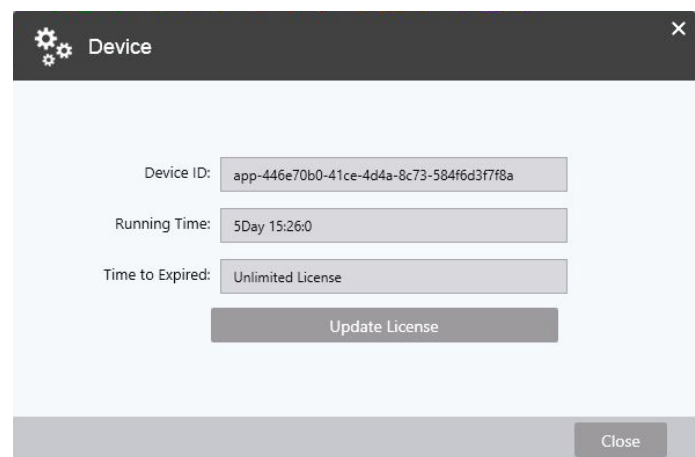 Device
Device ID: app-446e70b0-41ce-4d4a-8c73-584f6d3f7f8a
Running Time: 5Day 15:26:0
Time to Expired: Unlimited License
Update License
Close